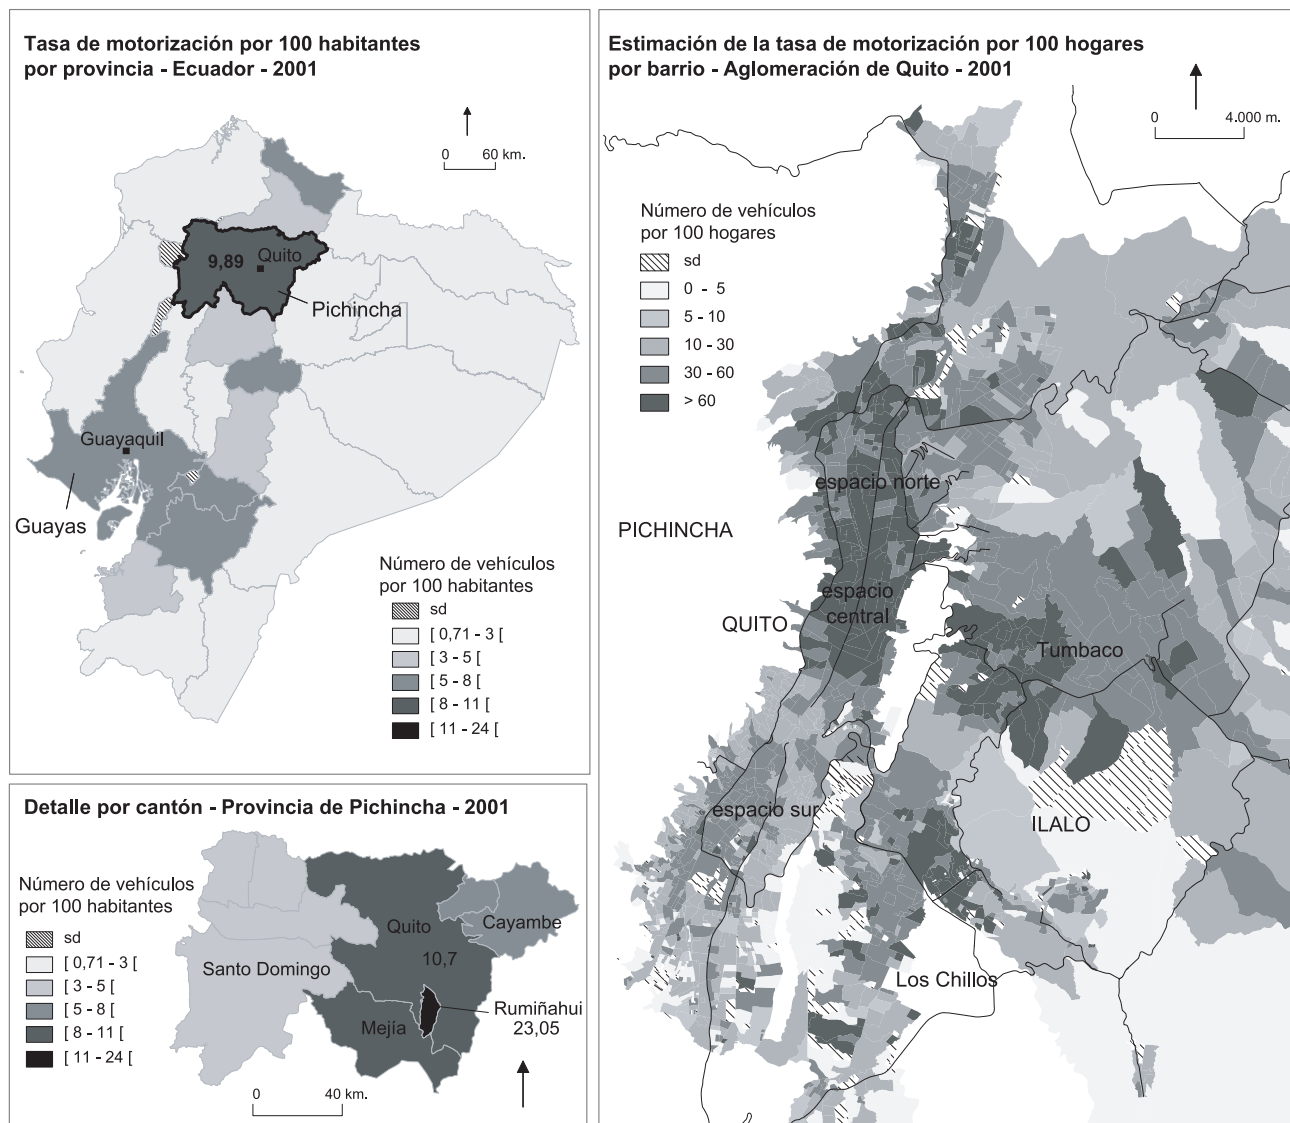 Tasa de motorización por 100 habitantes
por provincia - Ecuador - 2001
0 60 km.
9,89
Quito
Pichincha
Guayaquil
Guayas
Número de vehículos
por 100 habitantes
sd
[ 0,71 - 3 [
[ 3 - 5 [
[ 5 - 8 [
[ 8 - 11 [
[ 11 - 24 [
Detalle por cantón - Provincia de Pichincha - 2001
Número de vehículos
por 100 habitantes
sd
[ 0,71 - 3 [
[ 3 - 5 [
[ 5 - 8 [
[ 8 - 11 [
[ 11 - 24 [
Quito
10,7
Cayambe
Santo Domingo
Mejía
Rumiñahui
23,05
0 40 km.
Estimación de la tasa de motorización por 100 hogares
por barrio - Aglomeración de Quito - 2001
0 4.000 m.
Número de vehículos
por 100 hogares
sd
0 - 5
5 - 10
10 - 30
30 - 60
> 60
espacio norte
PICHINCHA
espacio
central
QUITO
Tumbaco
espacio sur
ILALO
Los Chillos